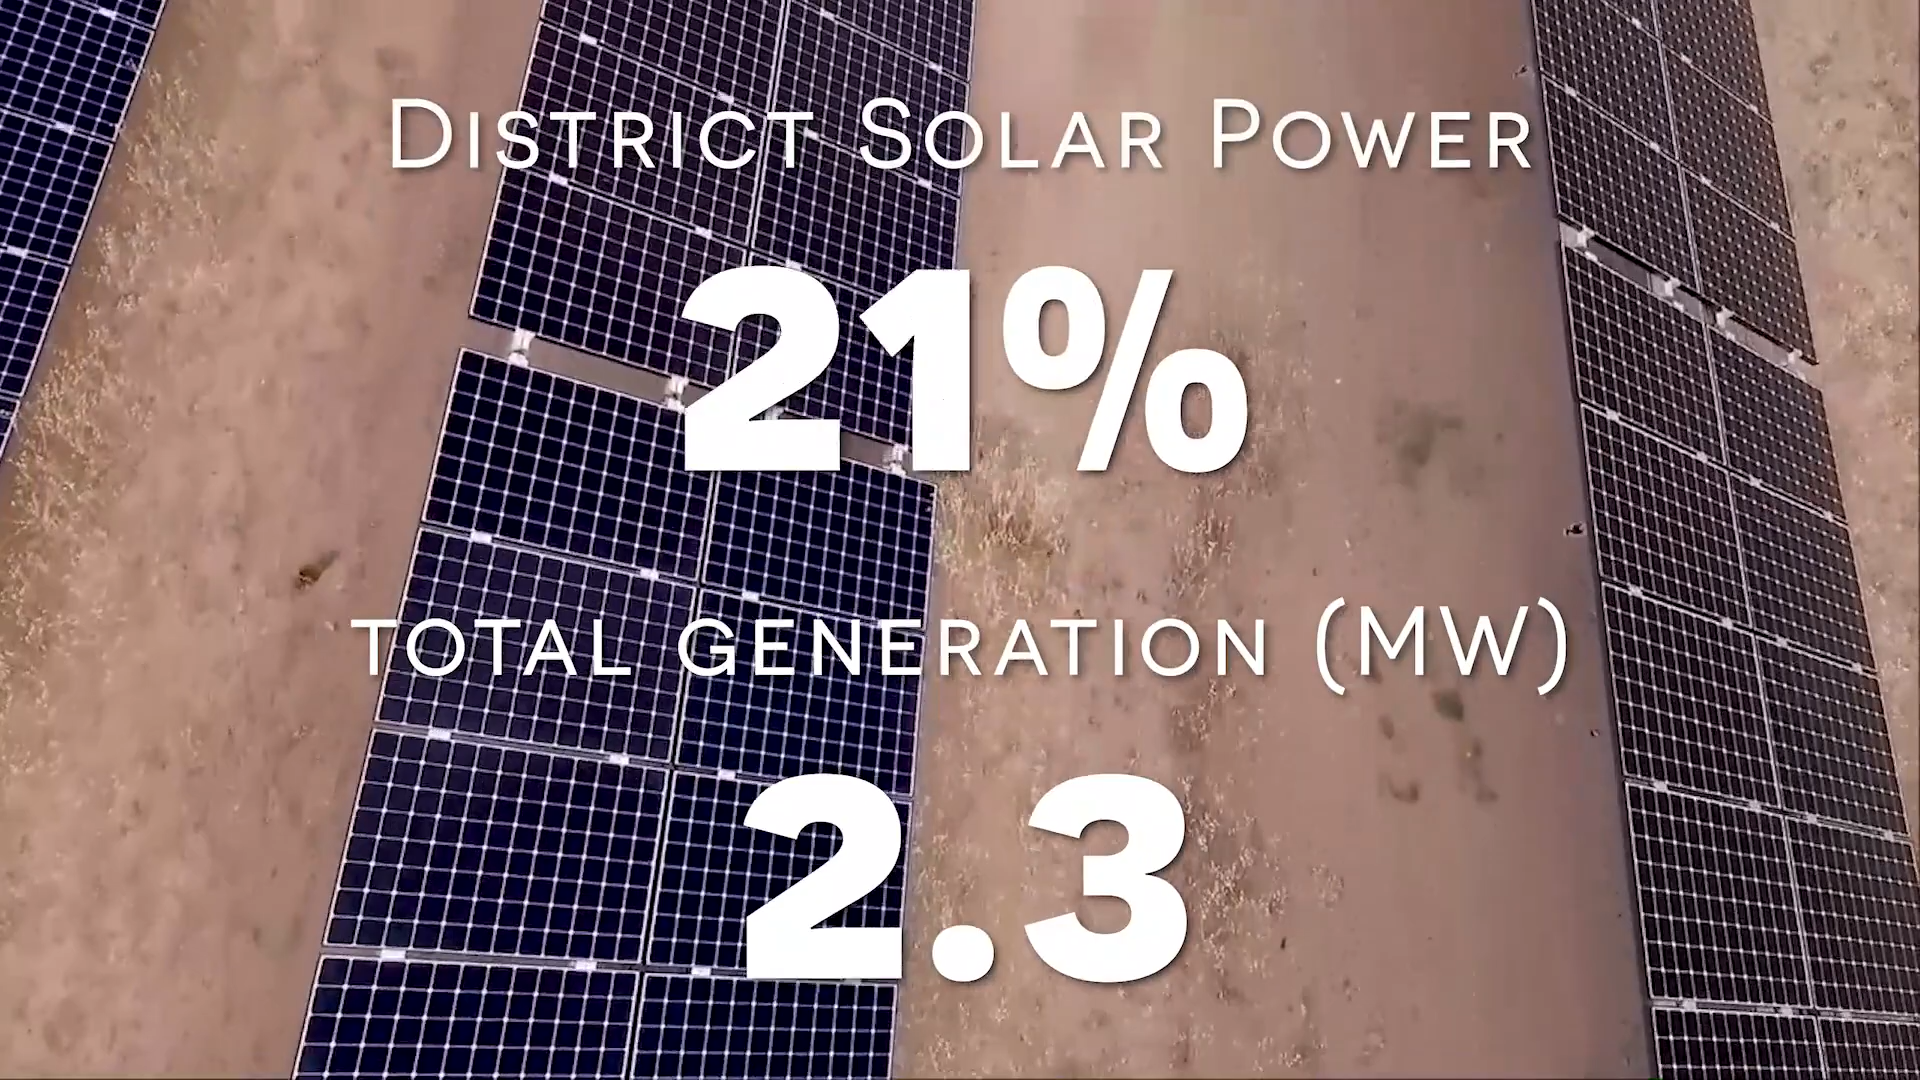 District Solar Power
21%
total generation (MW)
2.3